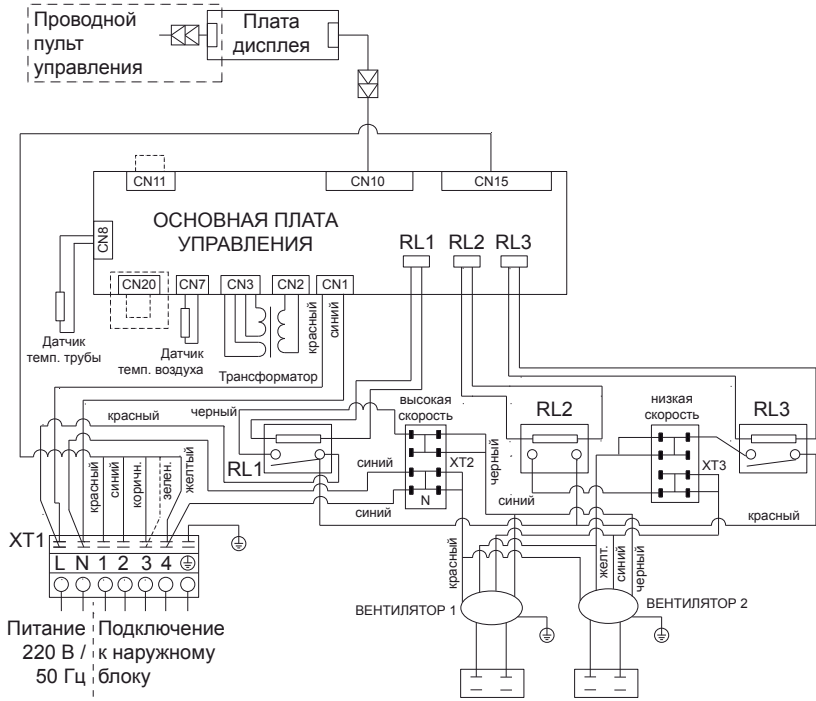 Проводной
пульт
управления
Плата
дисплея
CN11
CN10
CN15
ОСНОВНАЯ ПЛАТА
УПРАВЛЕНИЯ
CN8
RL1
RL2
RL3
CN20
CN7
CN3
CN2
CN1
Датчик
темп. трубы
Датчик
темп. воздуха
Трансформатор
красный
синий
красный
черный
высокая
скорость
RL1
RL2
низкая
скорость
RL3
XT2
N
черный
XT3
синий
синий
синий
красный
красный
синий
коричн.
зелен.
желтый
XT1
L N 1 2 3 4
красный
желт.
синий
черный
ВЕНТИЛЯТОР 1
ВЕНТИЛЯТОР 2
Питание
220 В /
50 Гц
Подключение
к наружному
блоку